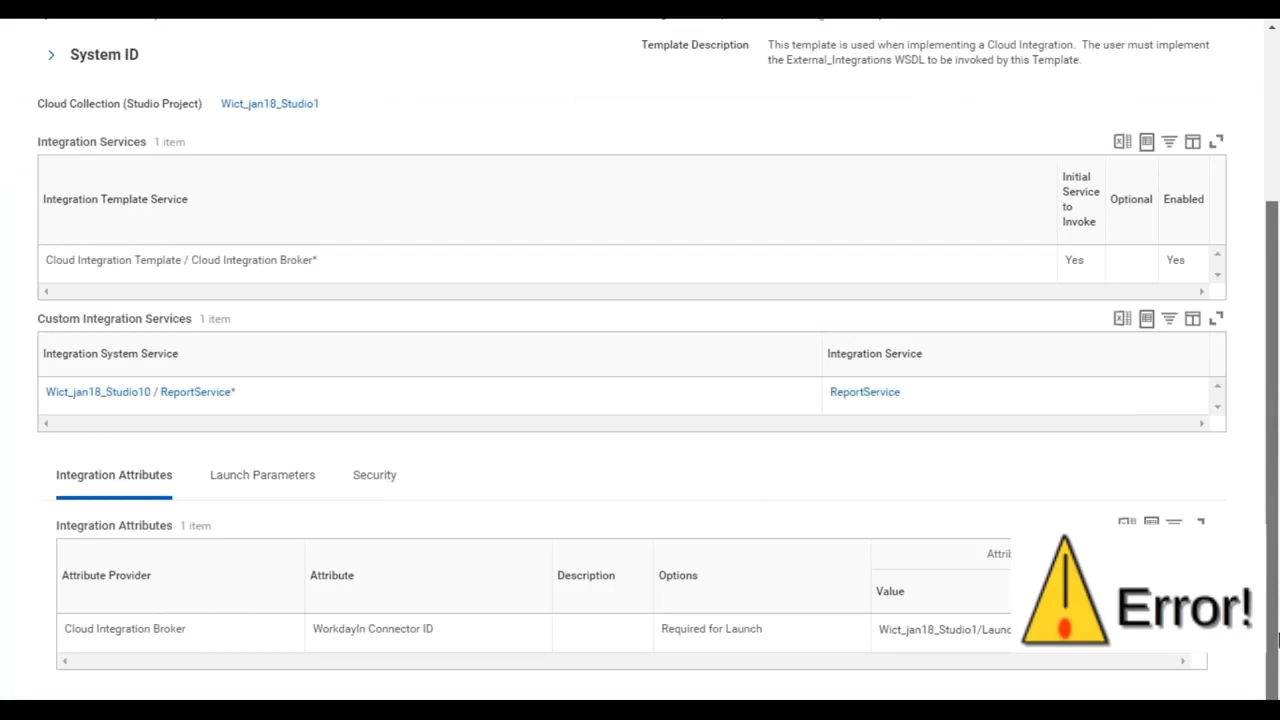 System ID
Template Description
This template is used when implementing a Cloud Integration. The user must implement
the External_Integrations WSDL to be invoked by this Template.
Cloud Collection (Studio Project) Wict_jan18_Studio1
Integration Services 1 item
Integration Template Service
Initial
Service
to
Invoke
Optional
Enabled
Cloud Integration Template / Cloud Integration Broker* Yes Yes
Custom Integration Services 1 item
Integration System Service Integration Service
Wict_jan18_Studio10 / ReportService* ReportService
Integration Attributes Launch Parameters Security
Integration Attributes 1 item
Attribute Provider Attribute Description Options
Value
Cloud Integration Broker WorkdayIn Connector ID Required for Launch Wict_jan18_Studio1/Launc
Error!